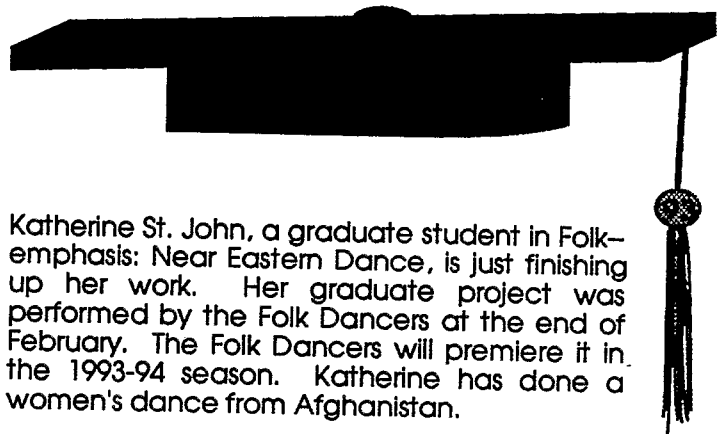 Katherine St. John, a graduate student in Folk–
emphasis: Near Eastern Dance, is just finishing
up her work. Her graduate project was
performed by the Folk Dancers at the end of
February. The Folk Dancers will premiere it in
the 1993-94 season. Katherine has done a
women's dance from Afghanistan.